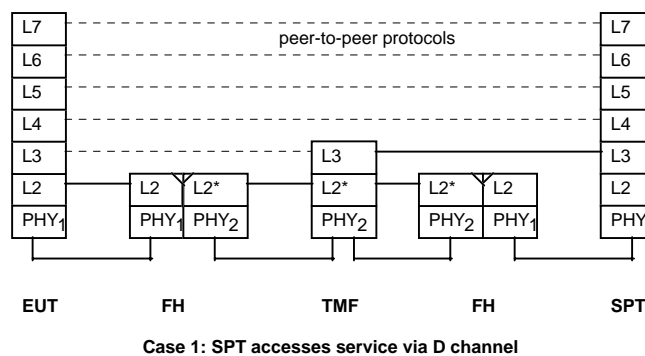 L7 L7
peer-to-peer protocols
L6 L6
L5 L5
L4 L4
L3 L3 L3
L2 L2 L2* L2* L2* L2 L2
PHY1 PHY1 PHY2 PHY2 PHY2 PHY1 PHY
EUT FH TMF FH SPT
Case 1: SPT accesses service via D channel